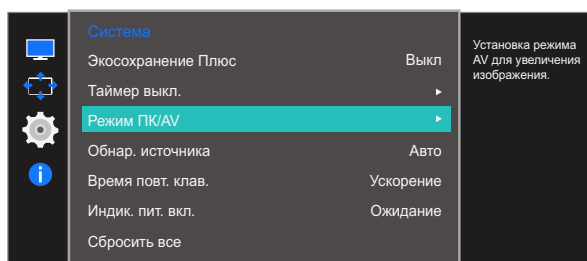 Система
Экосохранение Плюс Выкл
Таймер выкл.
Режим ПК/AV
Обнар. источника Авто
Время повт. клав. Ускорение
Индик. пит. вкл. Ожидание
Сбросить все
Установка режима
AV для увеличения
изображения.